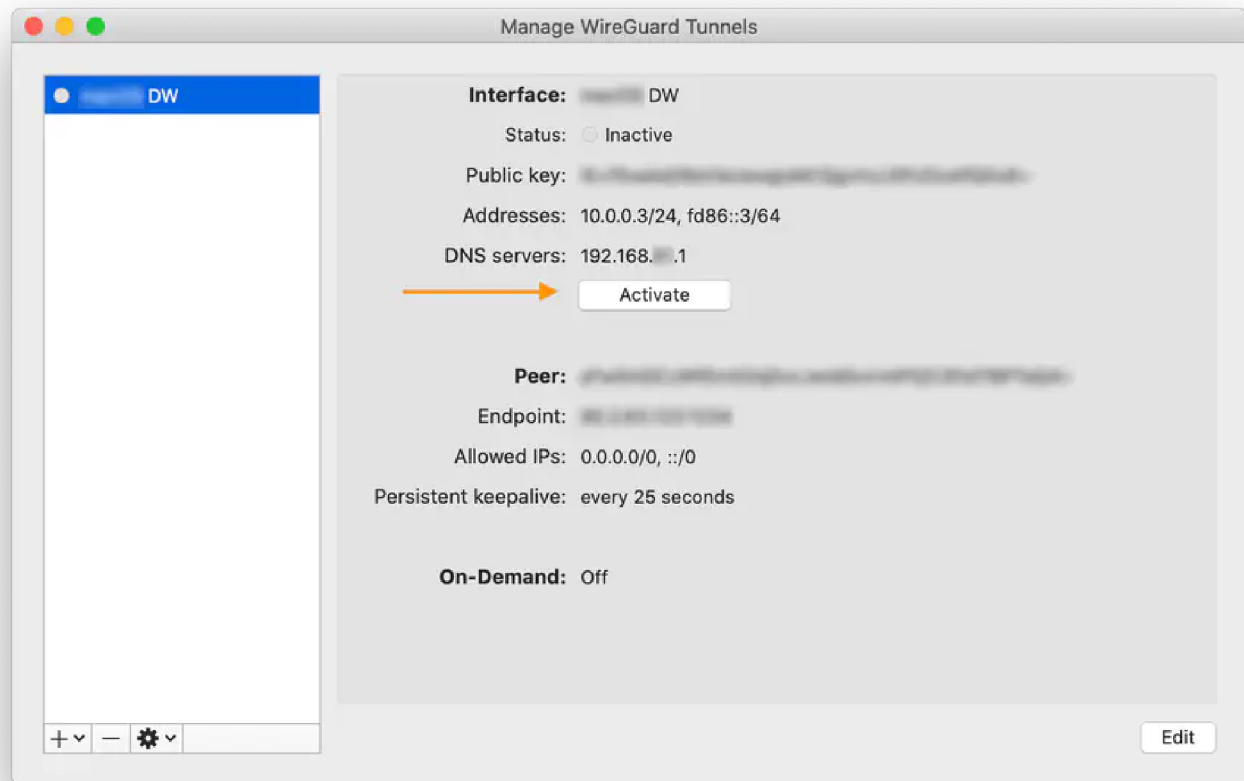 Manage WireGuard Tunnels
DW
Interface: DW
Status: Inactive
Public key:
Addresses: 10.0.0.3/24, fd86::3/64
DNS servers: 192.168. .1
Activate
Peer:
Endpoint:
Allowed IPs: 0.0.0.0/0, ::/0
Persistent keepalive: every 25 seconds
On-Demand: Off
Edit